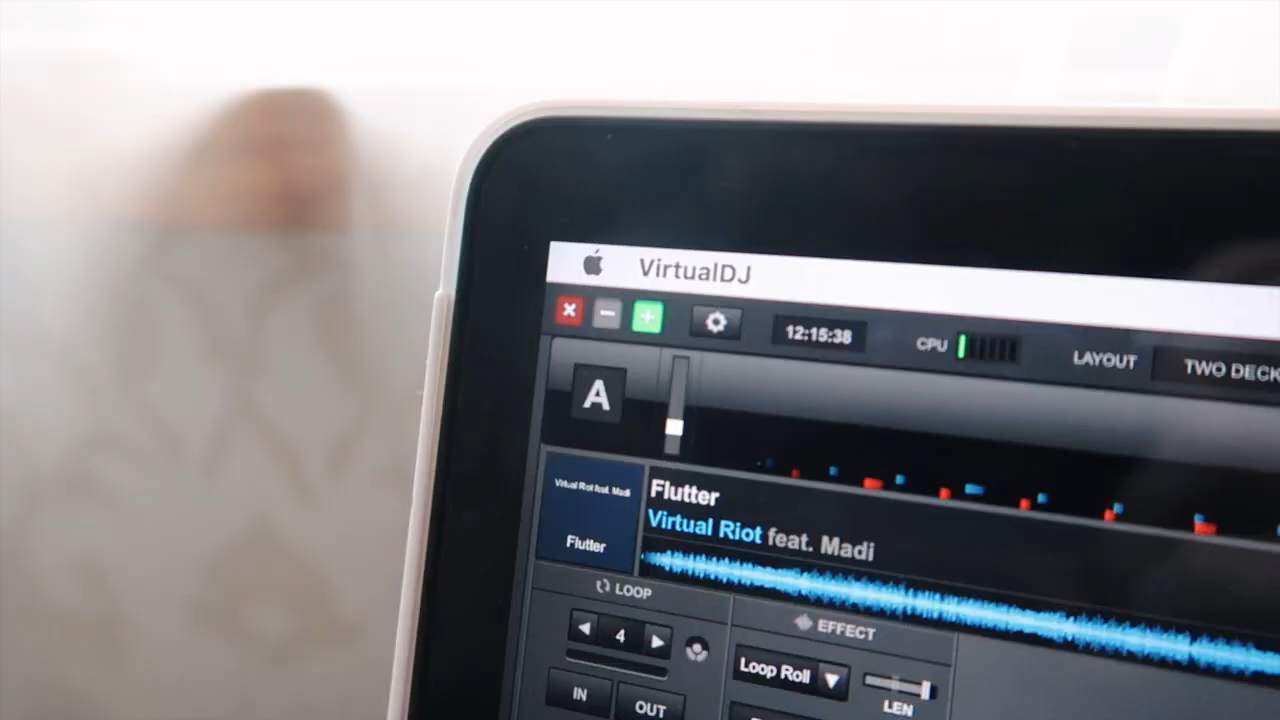 VirtualDJ
12:15:38
CPU
LAYOUT
TWO DECK
A
Virtual Riot feat. Madi
Flutter
Flutter
Virtual Riot feat. Madi
LOOP
4
IN
OUT
EFFECT
Loop Roll
LEN